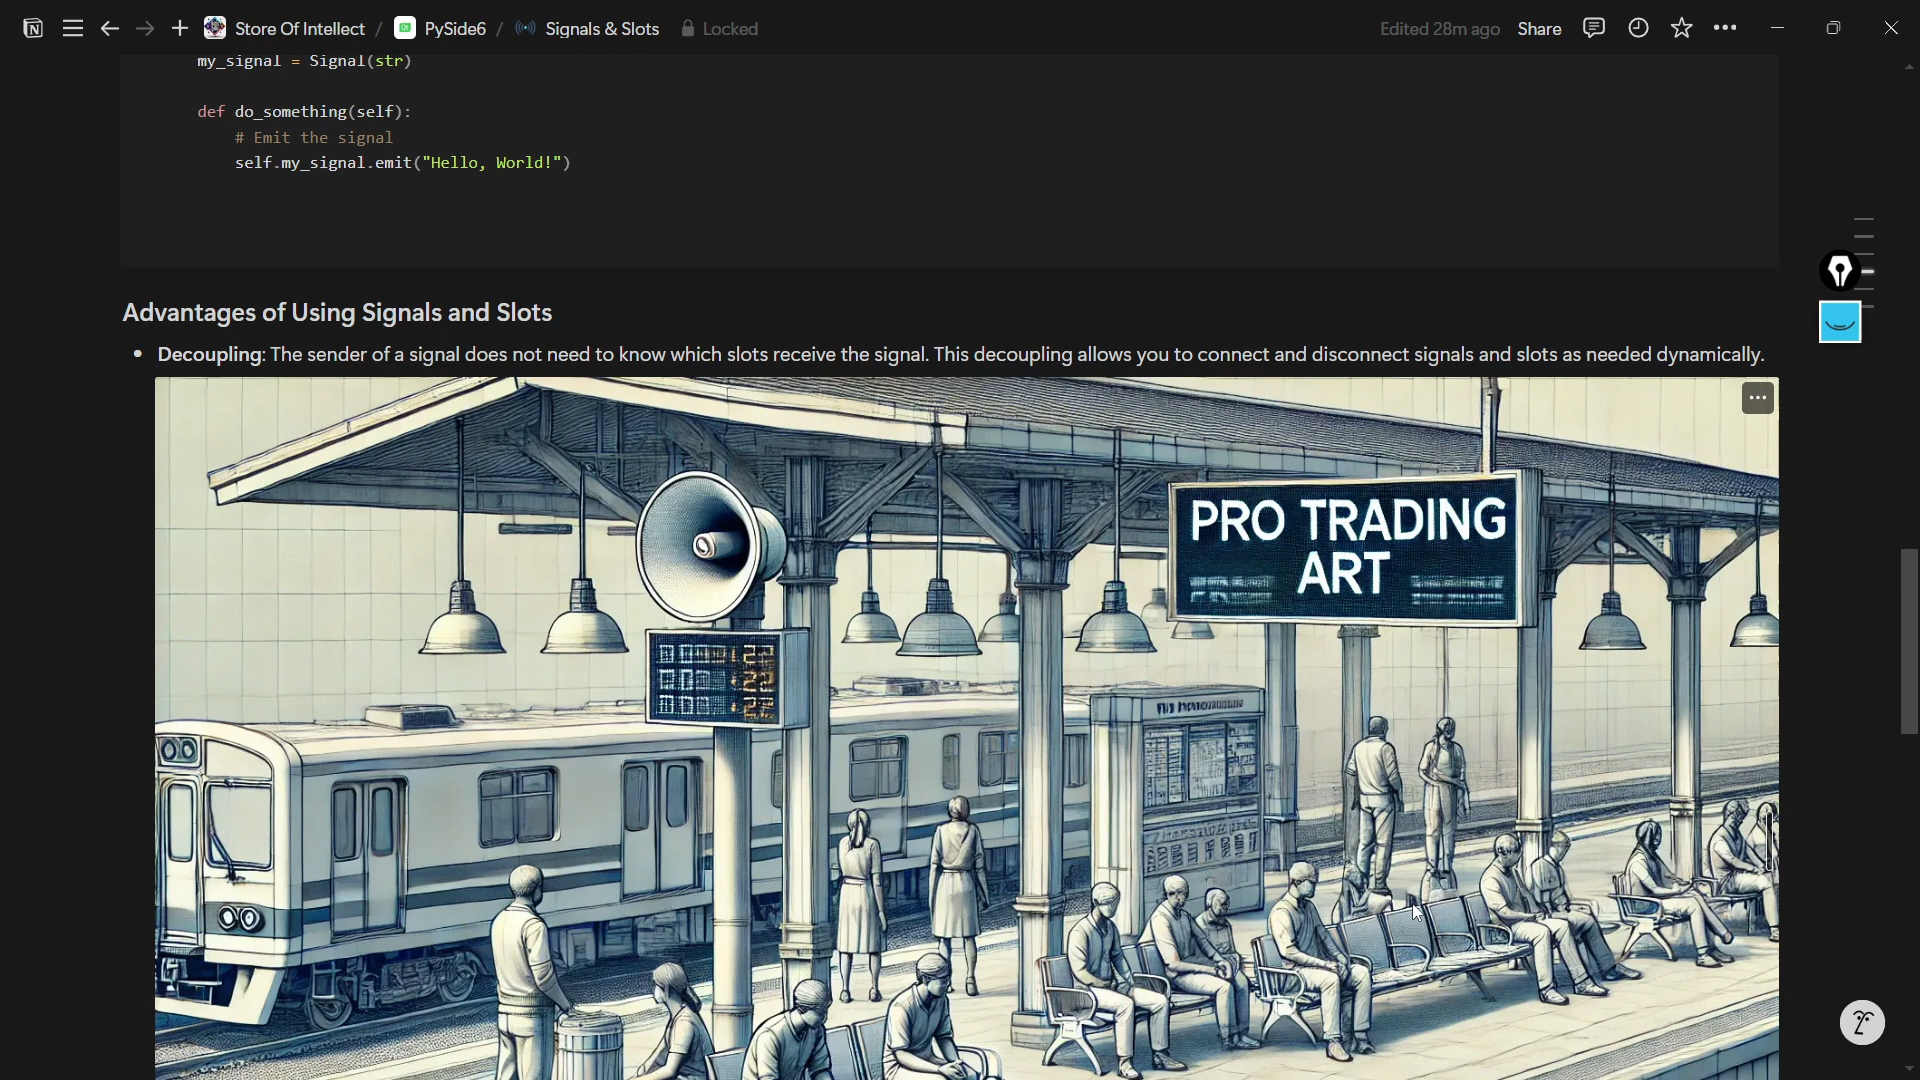 Store Of Intellect / PySide6 / Signals & Slots Locked
Edited 28m ago Share
my_signal = Signal(str)
def do_something(self):
# Emit the signal
self.my_signal.emit("Hello, World!")
Advantages of Using Signals and Slots
• Decoupling: The sender of a signal does not need to know which slots receive the signal. This decoupling allows you to connect and disconnect signals and slots as needed dynamically.
PRO TRADING
ART